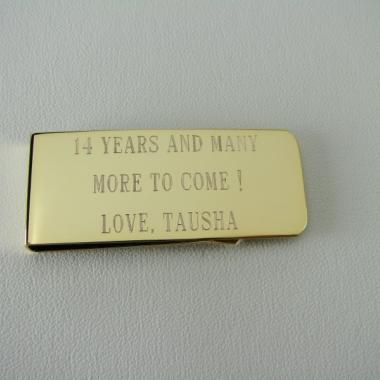 14 YEARS AND MANY
MORE TO COME !
LOVE, TAUSHA